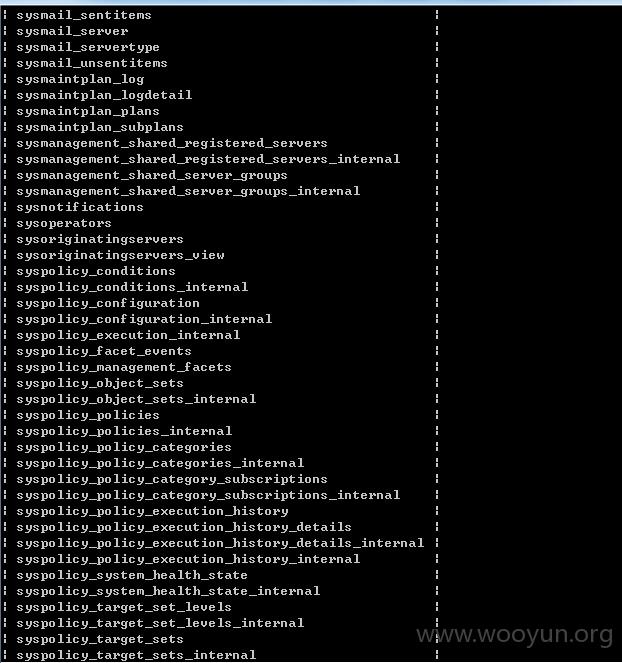 ¦ sysmail_sentitems ¦
¦ sysmail_server ¦
¦ sysmail_servertype ¦
¦ sysmail_unsentitems ¦
¦ sysmaintplan_log ¦
¦ sysmaintplan_logdetail ¦
¦ sysmaintplan_plans ¦
¦ sysmaintplan_subplans ¦
¦ sysmanagement_shared_registered_servers ¦
¦ sysmanagement_shared_registered_servers_internal ¦
¦ sysmanagement_shared_server_groups ¦
¦ sysmanagement_shared_server_groups_internal ¦
¦ sysnotifications ¦
¦ sysoperators ¦
¦ sysoriginatingservers ¦
¦ sysoriginatingservers_view ¦
¦ syspolicy_conditions ¦
¦ syspolicy_conditions_internal ¦
¦ syspolicy_configuration ¦
¦ syspolicy_configuration_internal ¦
¦ syspolicy_execution_internal ¦
¦ syspolicy_facet_events ¦
¦ syspolicy_management_facets ¦
¦ syspolicy_object_sets ¦
¦ syspolicy_object_sets_internal ¦
¦ syspolicy_policies ¦
¦ syspolicy_policies_internal ¦
¦ syspolicy_policy_categories ¦
¦ syspolicy_policy_categories_internal ¦
¦ syspolicy_policy_category_subscriptions ¦
¦ syspolicy_policy_category_subscriptions_internal ¦
¦ syspolicy_policy_execution_history ¦
¦ syspolicy_policy_execution_history_details ¦
¦ syspolicy_policy_execution_history_details_internal ¦
¦ syspolicy_policy_execution_history_internal ¦
¦ syspolicy_system_health_state ¦
¦ syspolicy_system_health_state_internal ¦
¦ syspolicy_target_set_levels ¦
¦ syspolicy_target_set_levels_internal ¦
¦ syspolicy_target_sets ¦
¦ syspolicy_target_sets_internal ¦
www.wooyun.org